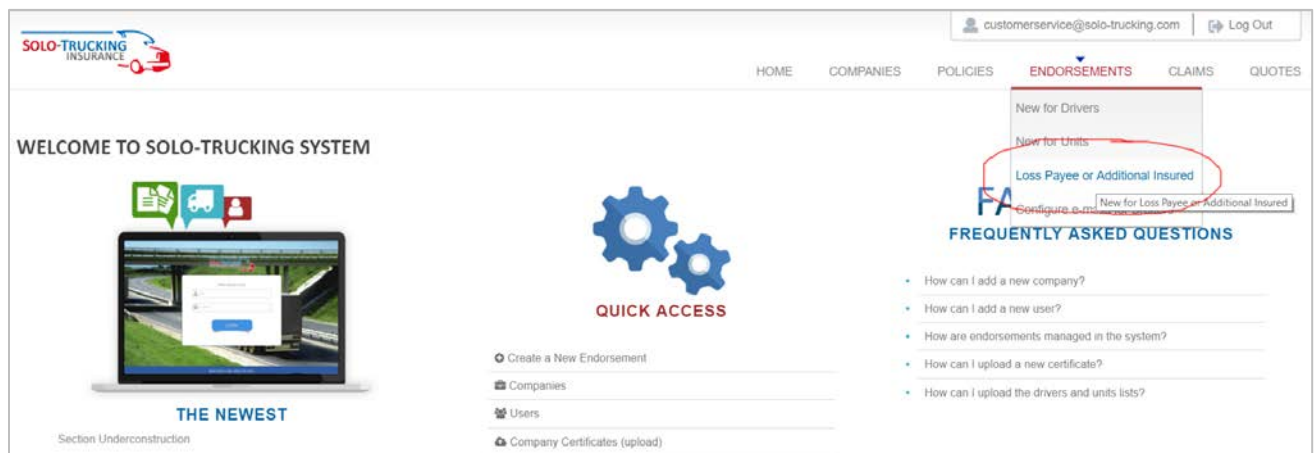 customerservice@solo-trucking.com Log Out
SOLO-TRUCKING
INSURANCE
HOME COMPANIES POLICIES ENDORSEMENTS CLAIMS QUOTES
New for Drivers
New for Units
Loss Payee or Additional Insured
New for Loss Payee or Additional Insured
Configure e-ma
WELCOME TO SOLO-TRUCKING SYSTEM
FA
FREQUENTLY ASKED QUESTIONS
How can I add a new company?
How can I add a new user?
How are endorsements managed in the system?
How can I upload a new certificate?
How can I upload the drivers and units lists?
QUICK ACCESS
Create a New Endorsement
Companies
Users
Company Certificates (upload)
THE NEWEST
Section Underconstruction